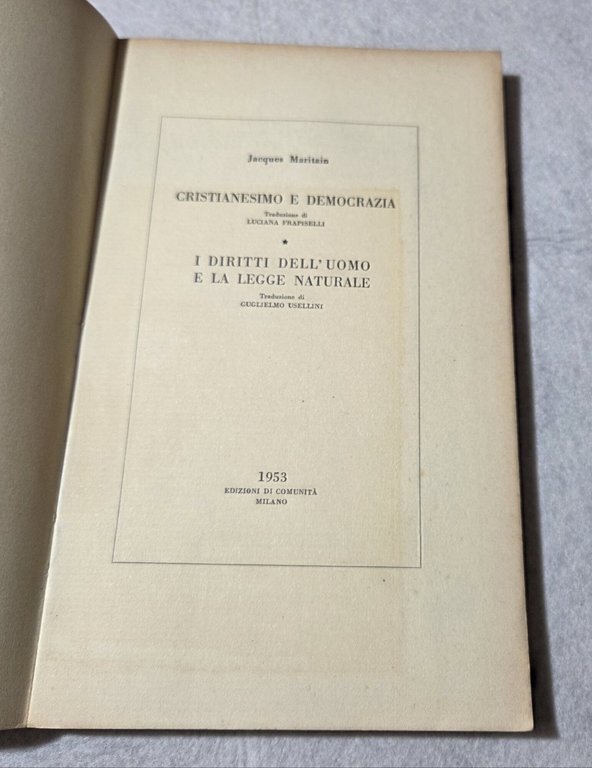 Jacques Maritain
CRISTIANESIMO E DEMOCRAZIA
Traduzione di
LUCIANA FRAPISELLI
*
I DIRITTI DELL'UOMO
E LA LEGGE NATURALE
Traduzione di
GUGLIELMO USELLINI
1953
EDIZIONI DI COMUNITÀ
MILANO